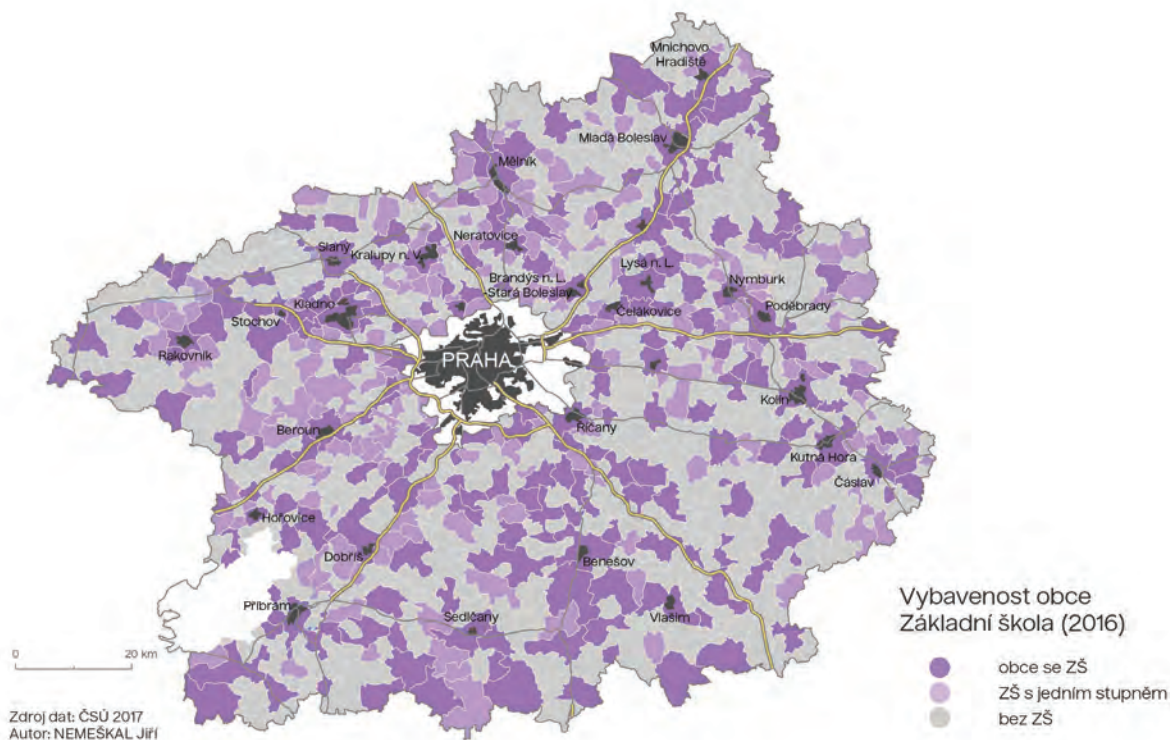 Mnichovo
Hradiště
Mladá Boleslav
Mělník
Neratovice
Slaný
Kralupy n. V.
Brandýs n. L.
Stará Boleslav
Lysá n. L.
Nymburk
Kladno
Stochov
Čelákovice
Poděbrady
Rakovník
PRAHA
Kolín
Beroun
Říčany
Kutná Hora
Čáslav
Hořovice
Dobříš
Benešov
Příbram
Sedlčany
Vlašim
Vybavenost obce
Základní škola (2016)
obce se ZŠ
ZŠ s jedním stupněm
bez ZŠ
0 20 km
Zdroj dat: ČSÚ 2017
Autor: NEMEŠKAL Jiří